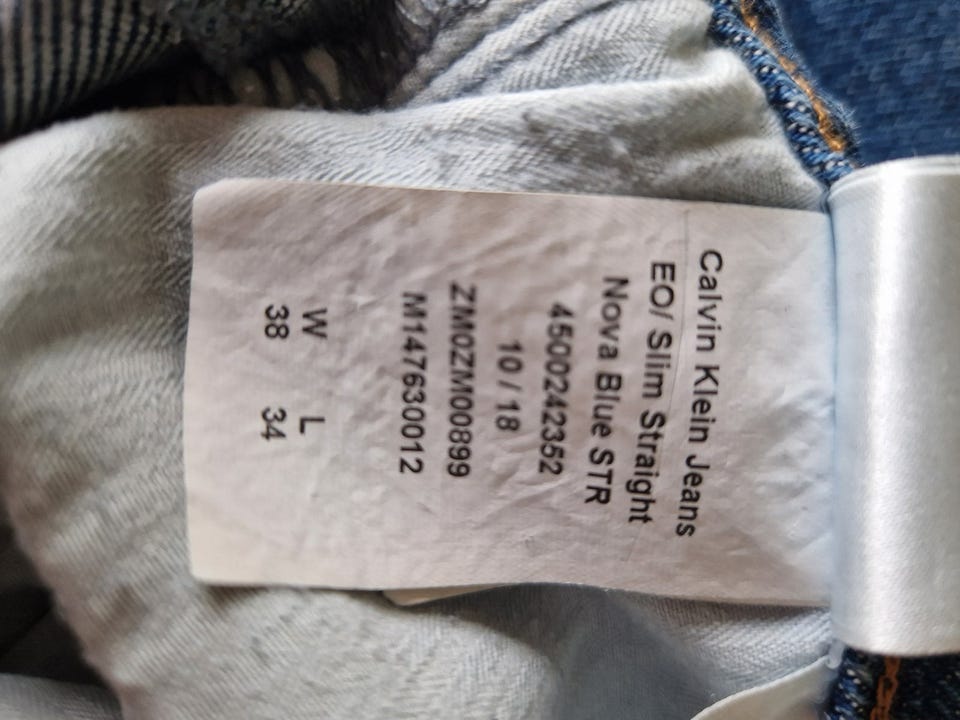 Calvin Klein Jeans
EO/ Slim Straight
Nova Blue STR
4500242352
10 / 18
ZM0ZM00899
M147630012
W L
38 34